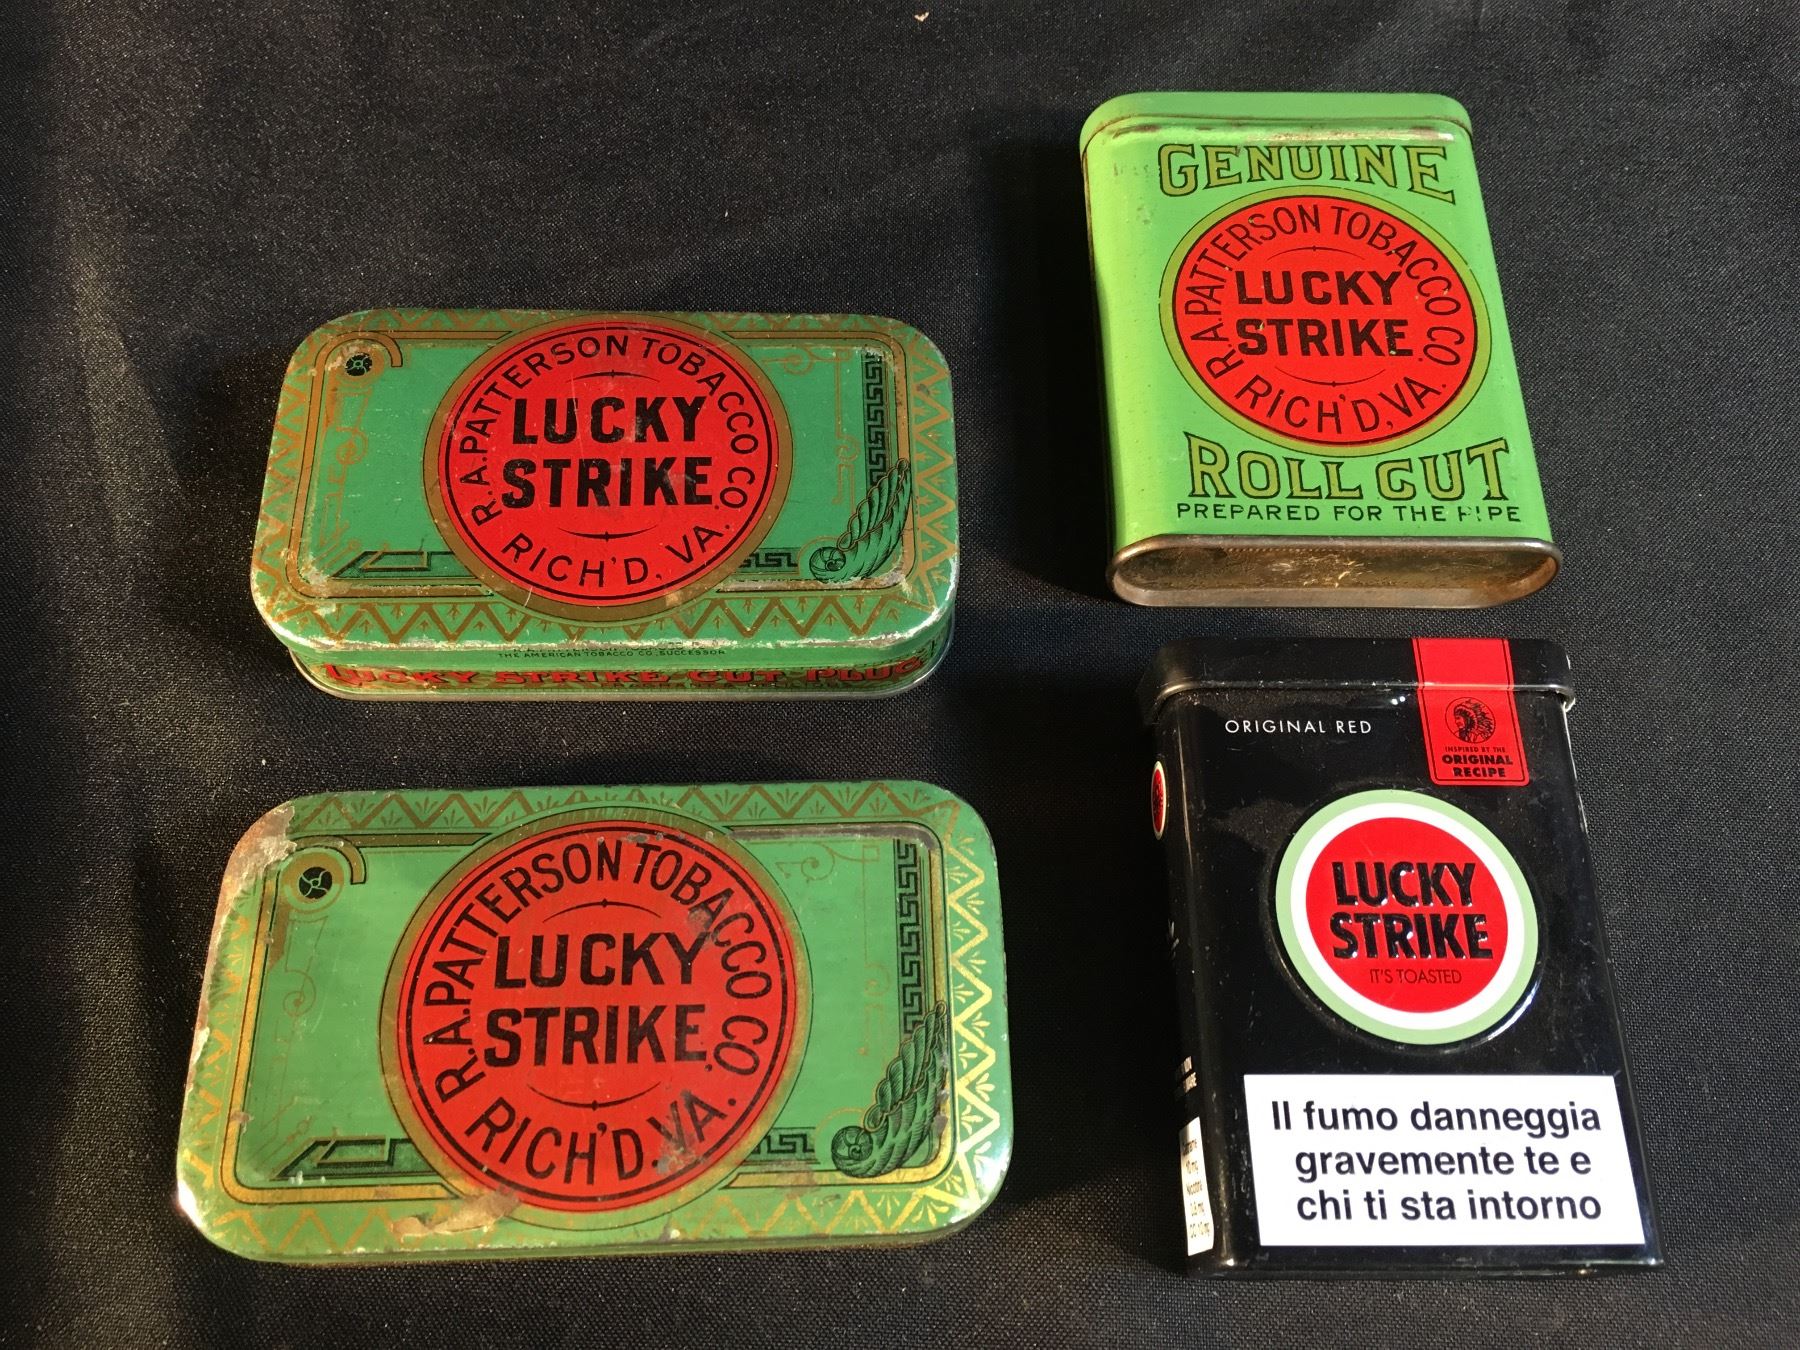 R.A. PATTERSON TOBACCO CO.
LUCKY
STRIKE
RICH'D, VA.
THE AMERICAN TOBACCO CO. SUCCESSOR
LUCKY STRIKE CUT PLUG
R.A. PATTERSON TOBACCO CO.
LUCKY
STRIKE
RICH'D. VA.
GENUINE
R.A. PATTERSON TOBACCO CO.
LUCKY
STRIKE
RICH'D, VA.
ROLL CUT
PREPARED FOR THE PIPE
ORIGINAL RED
INSPIRED BY THE
ORIGINAL
RECIPE
LUCKY
STRIKE
IT'S TOASTED
Il fumo danneggia
gravemente te e
chi ti sta intorno